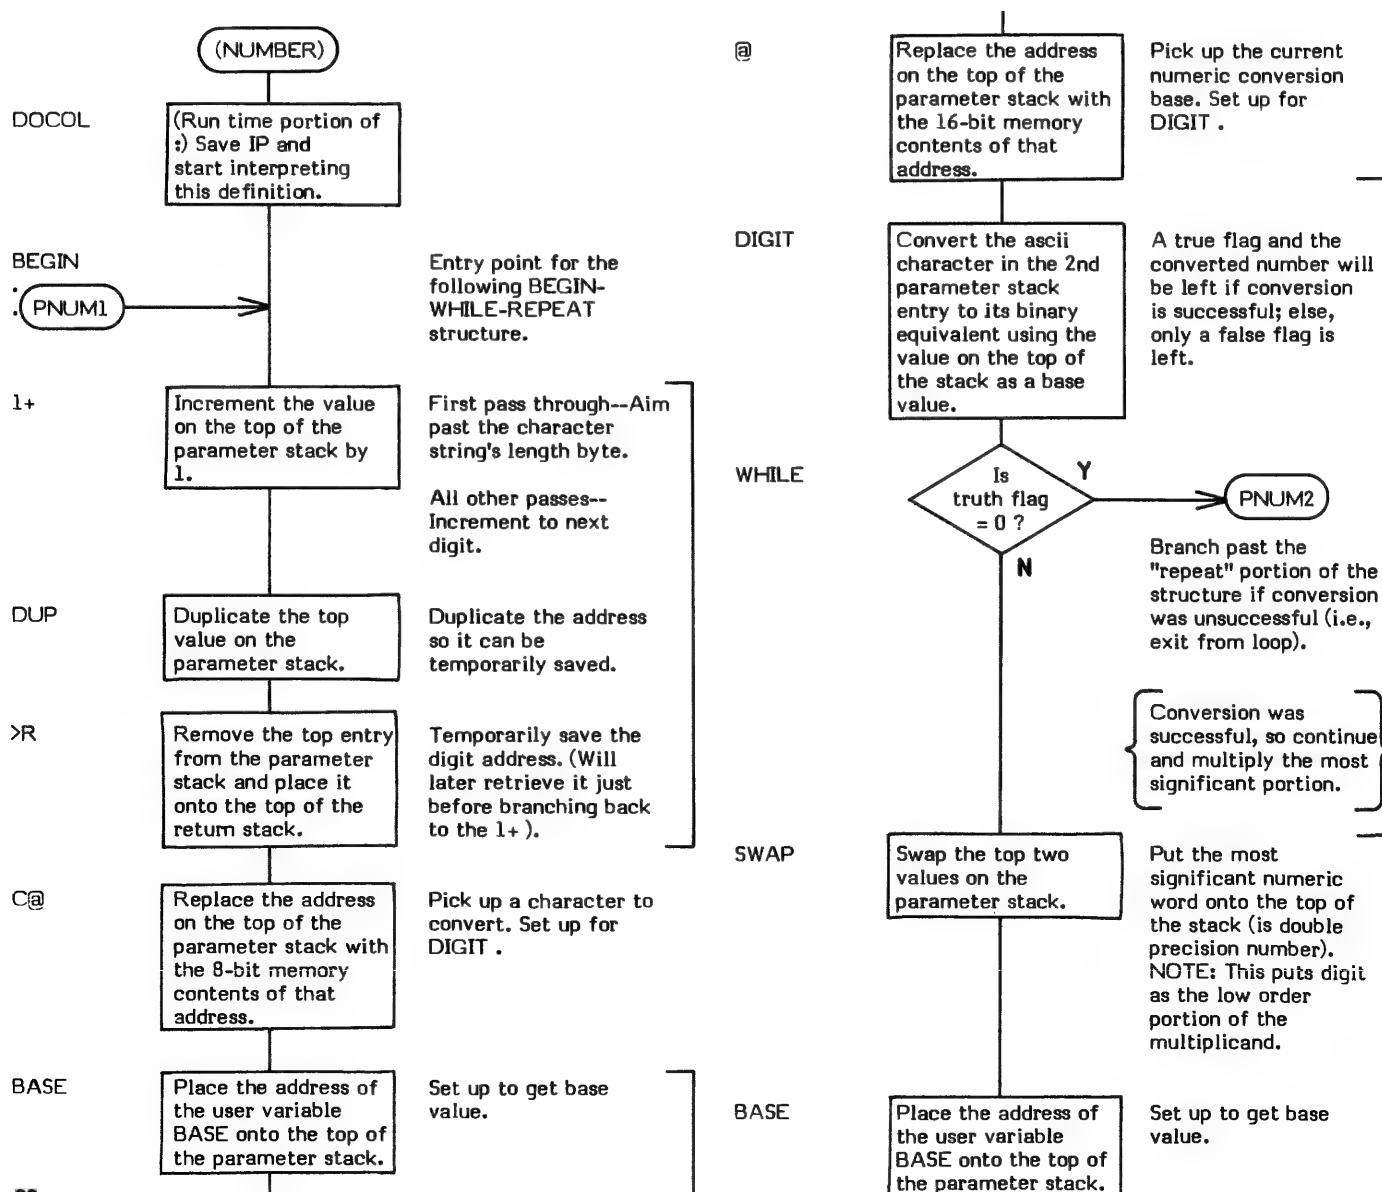 (NUMBER)
DOCOL
(Run time portion of
:) Save IP and
start interpreting
this definition.
BEGIN
:
PNUM1
Entry point for the
following BEGIN-
WHILE-REPEAT
structure.
1+
Increment the value
on the top of the
parameter stack by
1.
First pass through--Aim
past the character
string's length byte.
All other passes--
Increment to next
digit.
DUP
Duplicate the top
value on the
parameter stack.
Duplicate the address
so it can be
temporarily saved.
>R
Remove the top entry
from the parameter
stack and place it
onto the top of the
return stack.
Temporarily save the
digit address. (Will
later retrieve it just
before branching back
to the 1+ ).
C@
Replace the address
on the top of the
parameter stack with
the 8-bit memory
contents of that
address.
Pick up a character to
convert. Set up for
DIGIT .
BASE
Place the address of
the user variable
BASE onto the top of
the parameter stack.
Set up to get base
value.
@
Replace the address
on the top of the
parameter stack with
the 16-bit memory
contents of that
address.
Pick up the current
numeric conversion
base. Set up for
DIGIT .
DIGIT
Convert the ascii
character in the 2nd
parameter stack
entry to its binary
equivalent using the
value on the top of
the stack as a base
value.
A true flag and the
converted number will
be left if conversion
is successful; else,
only a false flag is
left.
WHILE
Is
truth flag
= 0 ?
Y
PNUM2
N
Branch past the
"repeat" portion of the
structure if conversion
was unsuccessful (i.e.,
exit from loop).
Conversion was
successful, so continue
and multiply the most
significant portion.
SWAP
Swap the top two
values on the
parameter stack.
Put the most
significant numeric
word onto the top of
the stack (is double
precision number).
NOTE: This puts digit
as the low order
portion of the
multiplicand.
BASE
Place the address of
the user variable
BASE onto the top of
the parameter stack.
Set up to get base
value.